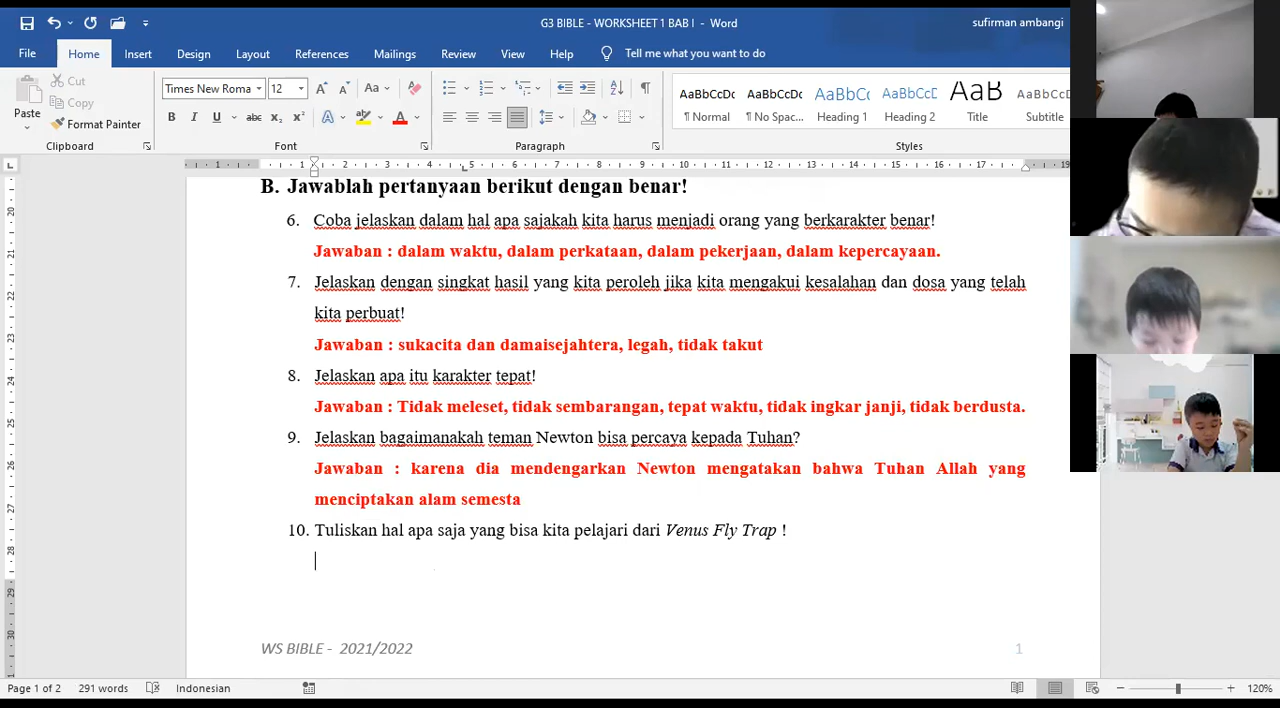 G3 BIBLE - WORKSHEET 1 BAB I - Word
sufirman ambangi
File Home Insert Design Layout References Mailings Review View Help Tell me what you want to do
Paste
Cut
Copy
Format Painter
Clipboard
Times New Roma 12
Font
Paragraph
AaBbCcDc AaBbCcDc AaBbC AaBbCcD AaB AaBbCcD
¶ Normal ¶ No Spac... Heading 1 Heading 2 Title Subtitle
Styles
B. Jawablah pertanyaan berikut dengan benar!
6. Coba jelaskan dalam hal apa sajakah kita harus menjadi orang yang berkarakter benar!
Jawaban : dalam waktu, dalam perkataan, dalam pekerjaan, dalam kepercayaan.
7. Jelaskan dengan singkat hasil yang kita peroleh jika kita mengakui kesalahan dan dosa yang telah
kita perbuat!
Jawaban : sukacita dan damaisejahtera, legah, tidak takut
8. Jelaskan apa itu karakter tepat!
Jawaban : Tidak meleset, tidak sembarangan, tepat waktu, tidak ingkar janji, tidak berdusta.
9. Jelaskan bagaimanakah teman Newton bisa percaya kepada Tuhan?
Jawaban : karena dia mendengarkan Newton mengatakan bahwa Tuhan Allah yang
menciptakan alam semesta
10. Tuliskan hal apa saja yang bisa kita pelajari dari Venus Fly Trap !
WS BIBLE - 2021/2022
1
Page 1 of 2 291 words Indonesian 120%